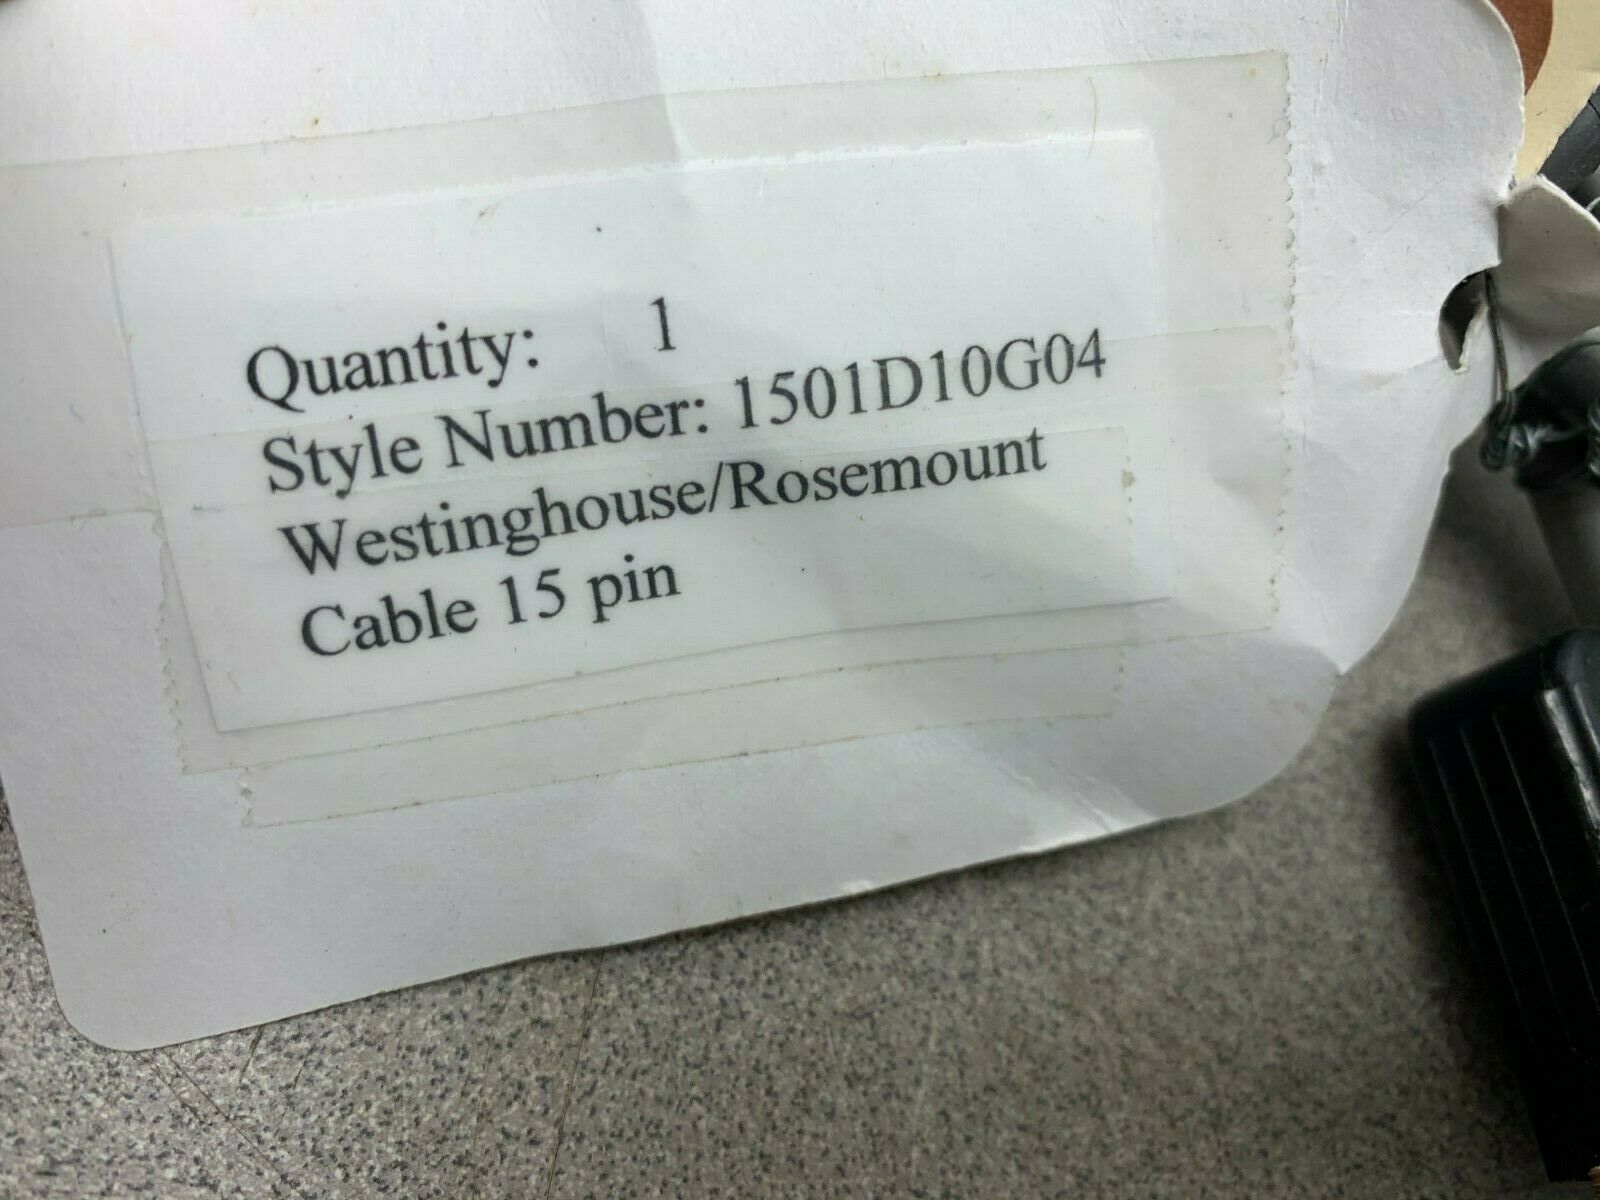 Quantity: 1
Style Number: 1501D10G04
Westinghouse/Rosemount
Cable 15 pin